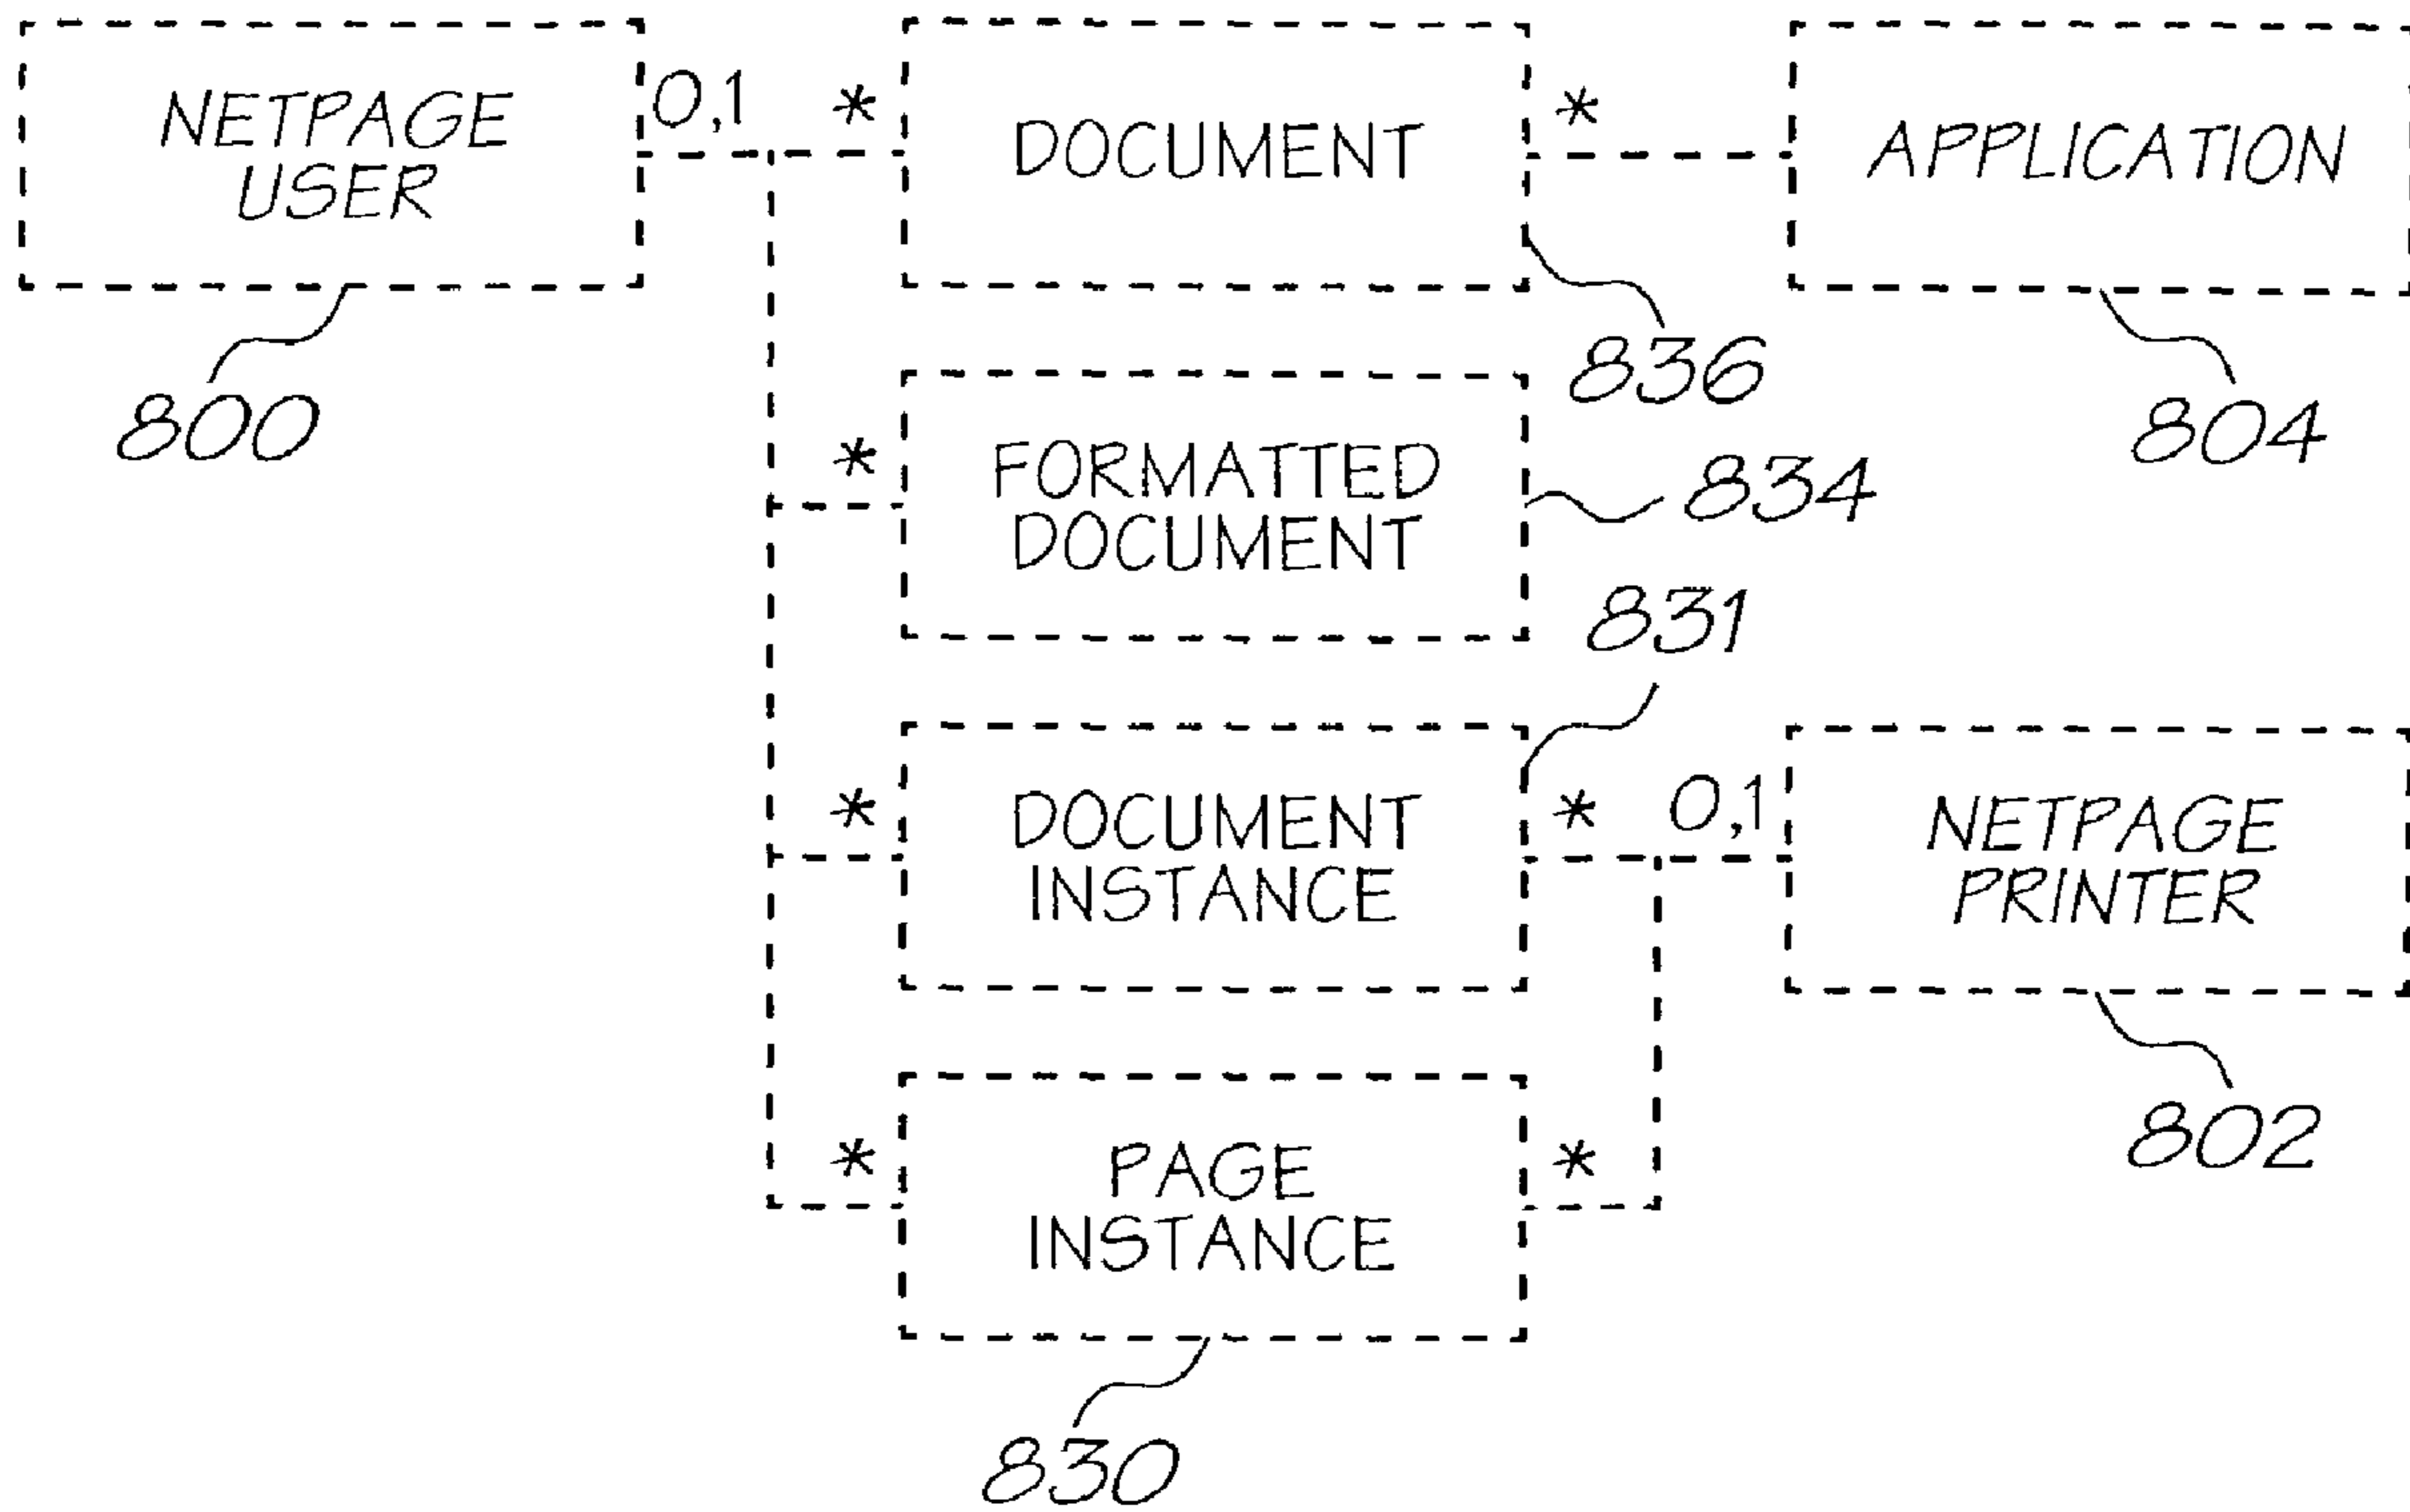 NETPAGE
USER
0,1
*
DOCUMENT
*
APPLICATION
800
836
804
*
FORMATTED
DOCUMENT
834
831
*
DOCUMENT
INSTANCE
*
0,1
NETPAGE
PRINTER
802
*
PAGE
INSTANCE
*
830